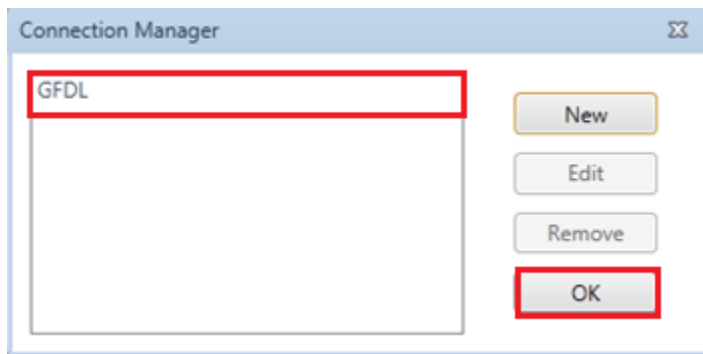 Connection Manager
GFDL
New
Edit
Remove
OK